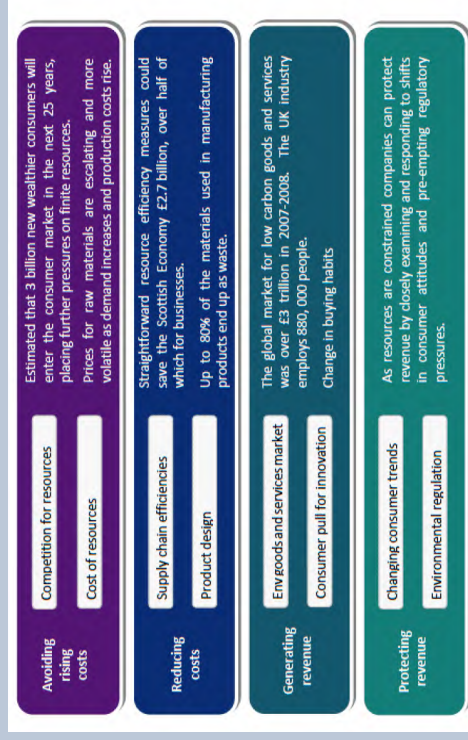 Avoiding
rising
costs
Competition for resources
Cost of resources
Estimated that 3 billion new wealthier consumers will
enter the consumer market in the next 25 years,
placing further pressures on finite resources.
Prices for raw materials are escalating and more
volatile as demand increases and production costs rise.
Reducing
costs
Supply chain efficiencies
Product design
Straightforward resource efficiency measures could
save the Scottish Economy £2.7 billion, over half of
which for businesses.
Up to 80% of the materials used in manufacturing
products end up as waste.
Generating
revenue
Env goods and services market
Consumer pull for innovation
The global market for low carbon goods and services
was over £3 trillion in 2007-2008. The UK industry
employs 880, 000 people.
Change in buying habits
Protecting
revenue
Changing consumer trends
Environmental regulation
As resources are constrained companies can protect
revenue by closely examining and responding to shifts
in consumer attitudes and pre-empting regulatory
pressures.